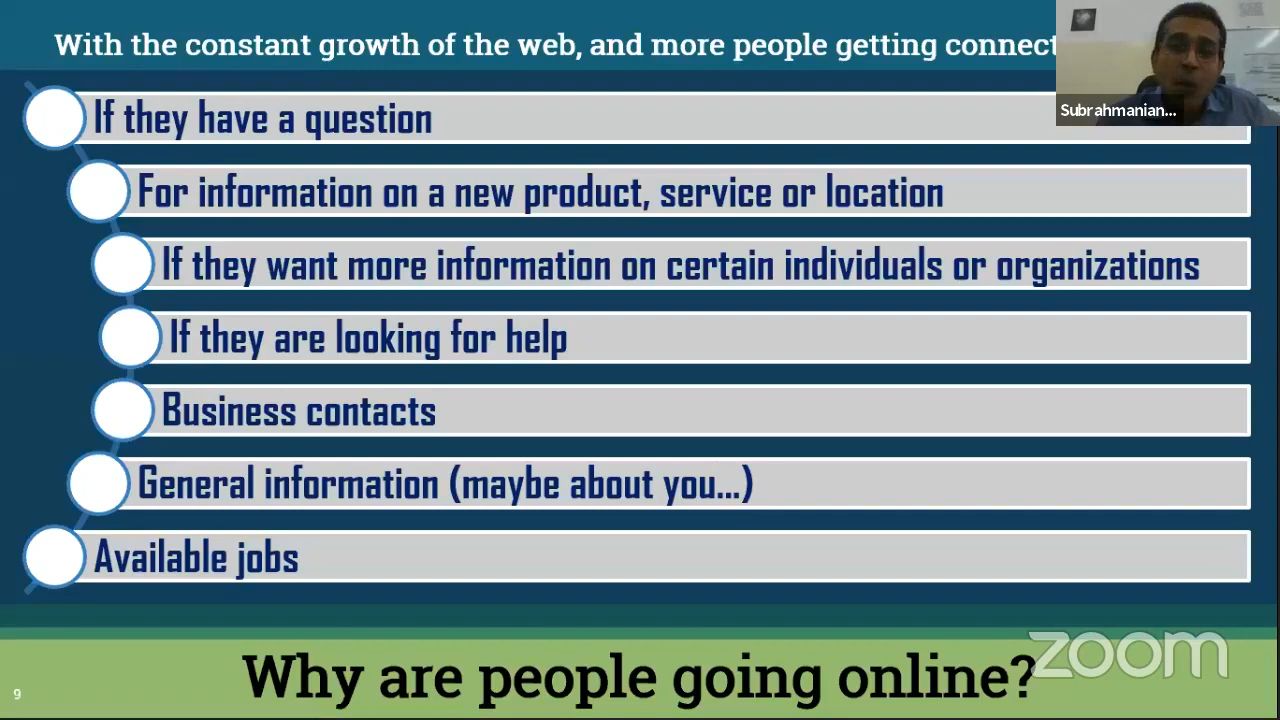 With the constant growth of the web, and more people getting connect
Subrahmanian...
If they have a question
For information on a new product, service or location
If they want more information on certain individuals or organizations
If they are looking for help
Business contacts
General information (maybe about you...)
Available jobs
Why are people going online?
zoom
9